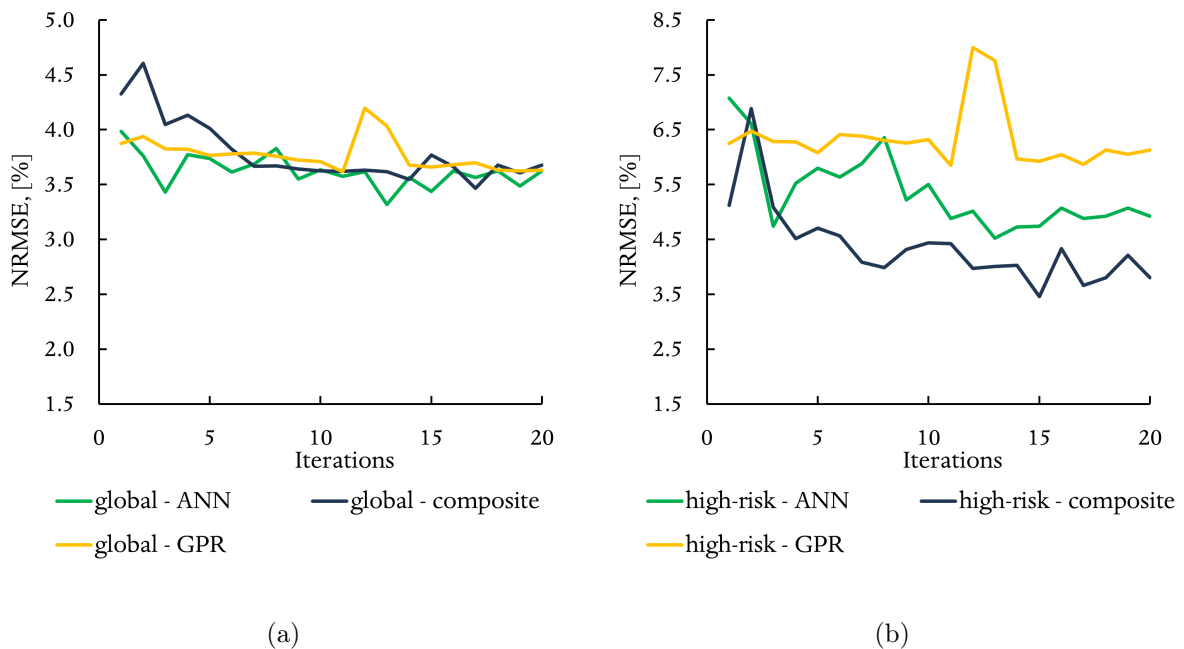 5.0
4.5
4.0
3.5
3.0
2.5
2.0
1.5
NRMSE, [%]
0 5 10 15 20
Iterations
global - ANN global - composite
global - GPR
(a)
8.5
7.5
6.5
5.5
4.5
3.5
2.5
1.5
NRMSE, [%]
0 5 10 15 20
Iterations
high-risk - ANN high-risk - composite
high-risk - GPR
(b)